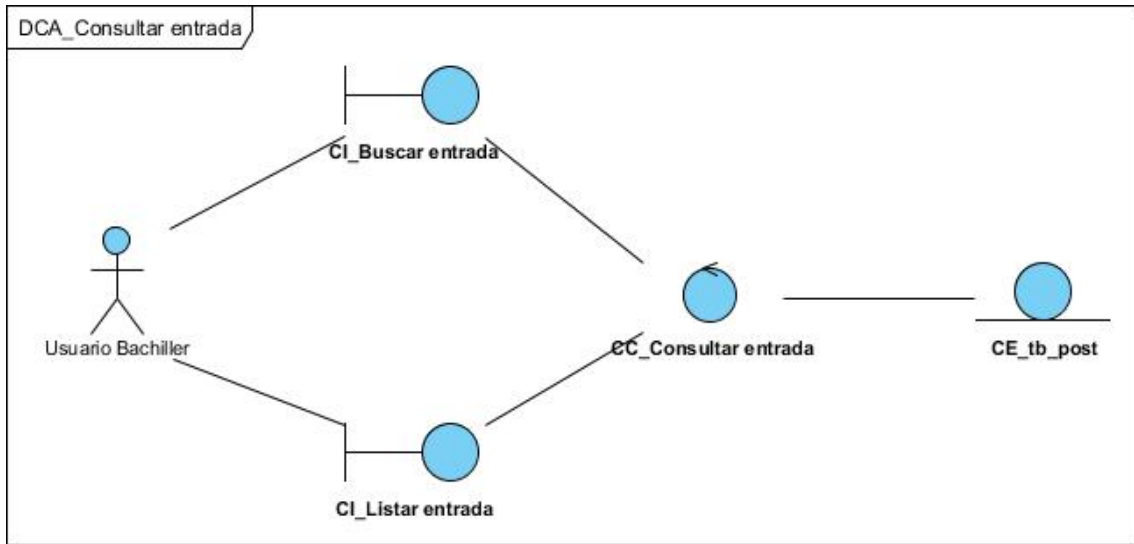 DCA_Consultar entrada
CI_Buscar entrada
Usuario Bachiller
CC_Consultar entrada
CE_tb_post
CI_Listar entrada